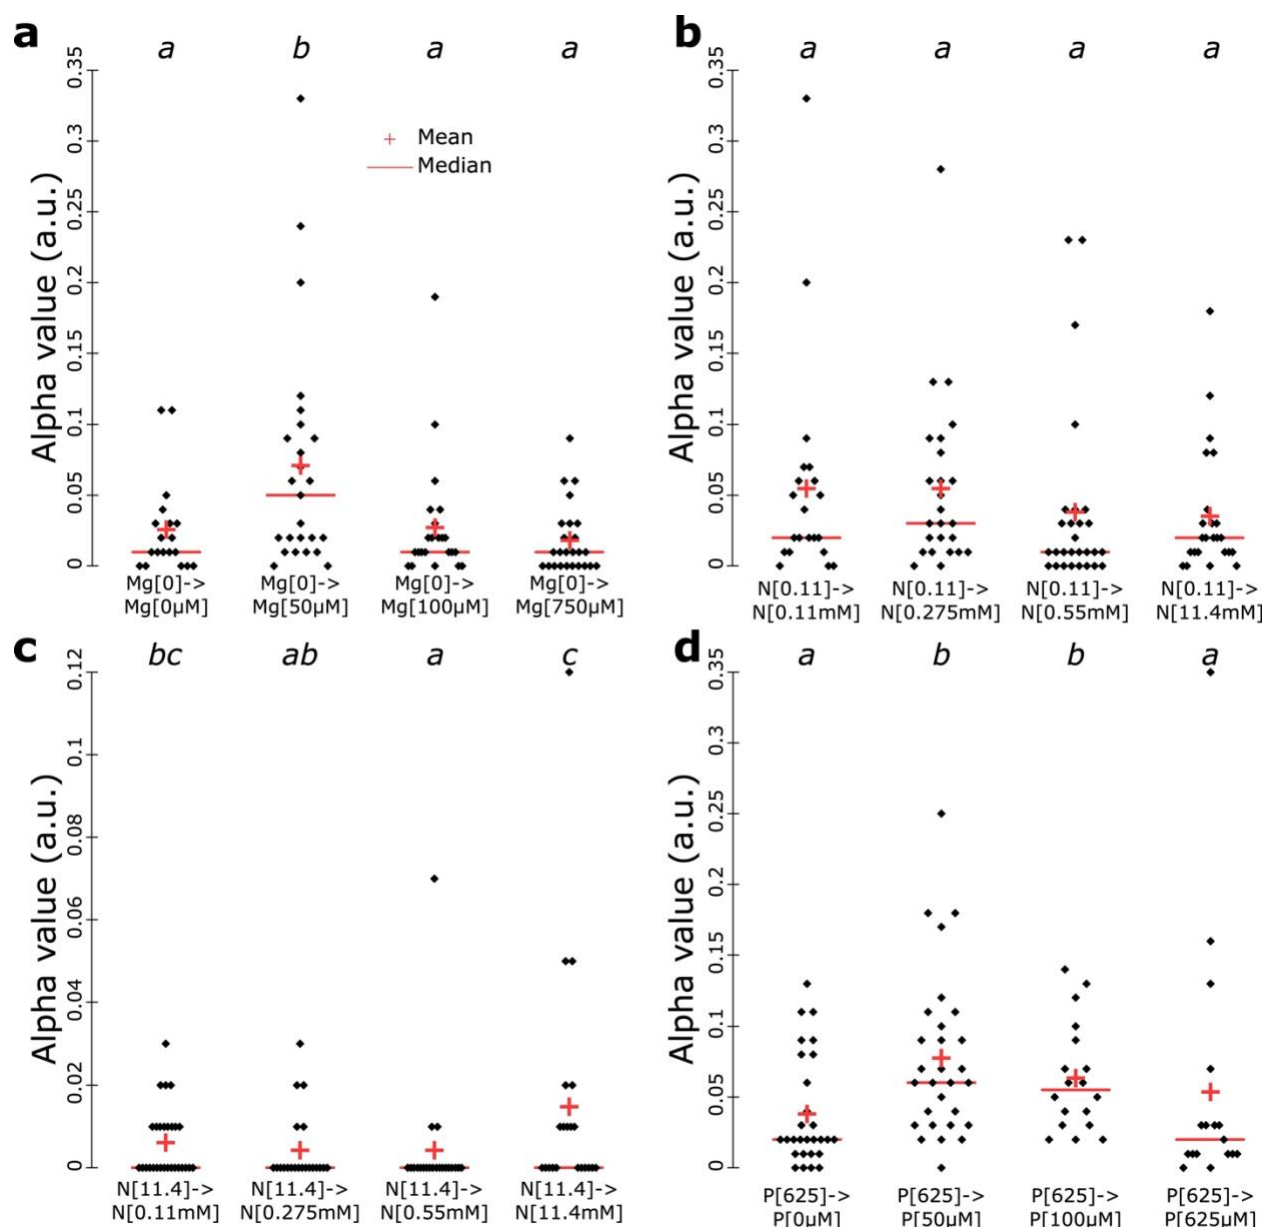 a
a b a a
0.35
0.3
0.25
0.2
0.15
0.1
0.05
0
Alpha value (a.u.)
Mean
Median
Mg[0]-> Mg[0]-> Mg[0]-> Mg[0]->
Mg[0µM] Mg[50µM] Mg[100µM] Mg[750µM]
b
a a a a
0.35
0.3
0.25
0.2
0.15
0.1
0.05
0
Alpha value (a.u.)
N[0.11]-> N[0.11]-> N[0.11]-> N[0.11]->
N[0.11mM] N[0.275mM] N[0.55mM] N[11.4mM]
c
bc ab a c
0.12
0.1
0.08
0.06
0.04
0.02
0
Alpha value (a.u.)
N[11.4]-> N[11.4]-> N[11.4]-> N[11.4]->
N[0.11mM] N[0.275mM] N[0.55mM] N[11.4mM]
d
a b b a
0.35
0.3
0.25
0.2
0.15
0.1
0.05
0
Alpha value (a.u.)
P[625]-> P[625]-> P[625]-> P[625]->
P[0µM] P[50µM] P[100µM] P[625µM]